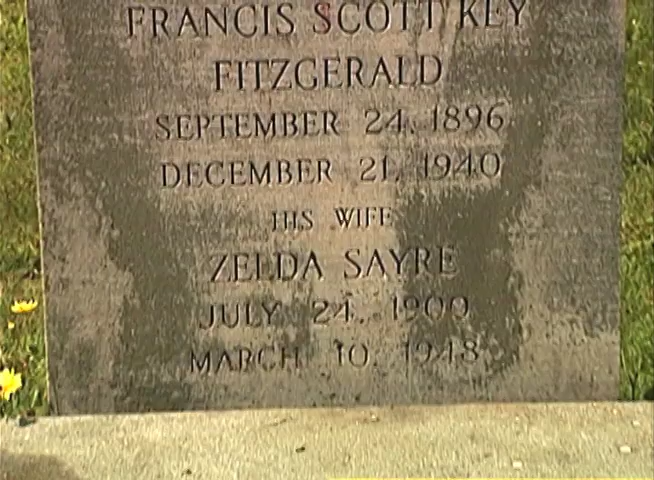 FRANCIS SCOTT KEY
FITZGERALD
SEPTEMBER 24, 1896
DECEMBER 21, 1940
HIS WIFE
ZELDA SAYRE
JULY 24, 1900
MARCH 10, 1948